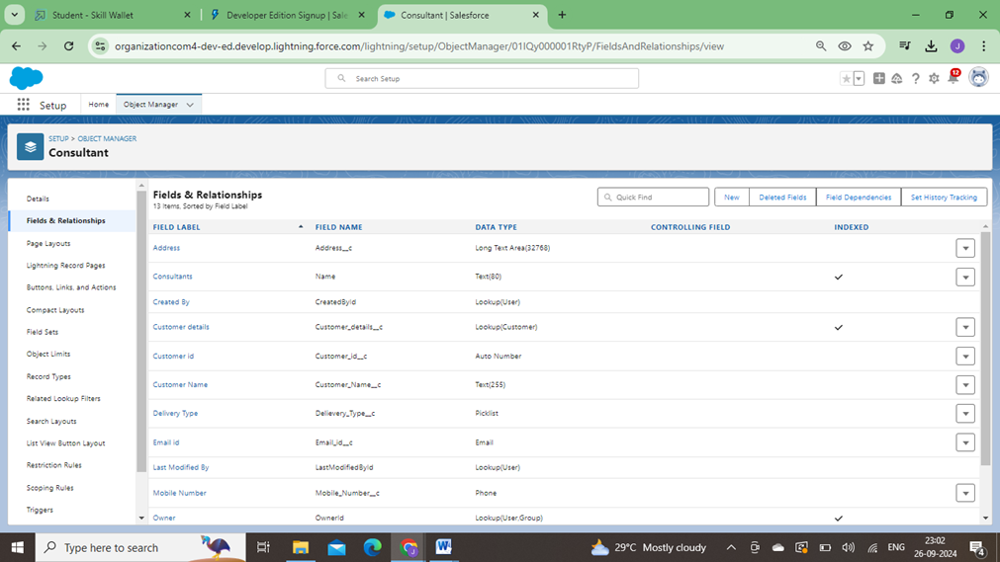 Student - Skill Wallet
Developer Edition Signup | Sale
Consultant | Salesforce
organizationcom4-dev-ed.develop.lightning.force.com/lightning/setup/ObjectManager/01IQy000001RtyP/FieldsAndRelationships/view
J
Search Setup
12
Setup
Home
Object Manager
SETUP > OBJECT MANAGER
Consultant
Details
Fields & Relationships
Page Layouts
Lightning Record Pages
Buttons, Links, and Actions
Compact Layouts
Field Sets
Object Limits
Record Types
Related Lookup Filters
Search Layouts
List View Button Layout
Restriction Rules
Scoping Rules
Triggers
Fields & Relationships
13 Items, Sorted by Field Label
Quick Find
New
Deleted Fields
Field Dependencies
Set History Tracking
FIELD LABEL FIELD NAME DATA TYPE CONTROLLING FIELD INDEXED
Address Address__c Long Text Area(32768)
Consultants Name Text(80)
Created By CreatedById Lookup(User)
Customer details Customer_details__c Lookup(Customer)
Customer id Customer_id__c Auto Number
Customer Name Customer_Name__c Text(255)
Delivery Type Delievery_Type__c Picklist
Email id Email_id__c Email
Last Modified By LastModifiedById Lookup(User)
Mobile Number Mobile_Number__c Phone
Owner OwnerId Lookup(User,Group)
Type here to search
29°C Mostly cloudy
ENG
23:02
26-09-2024
4